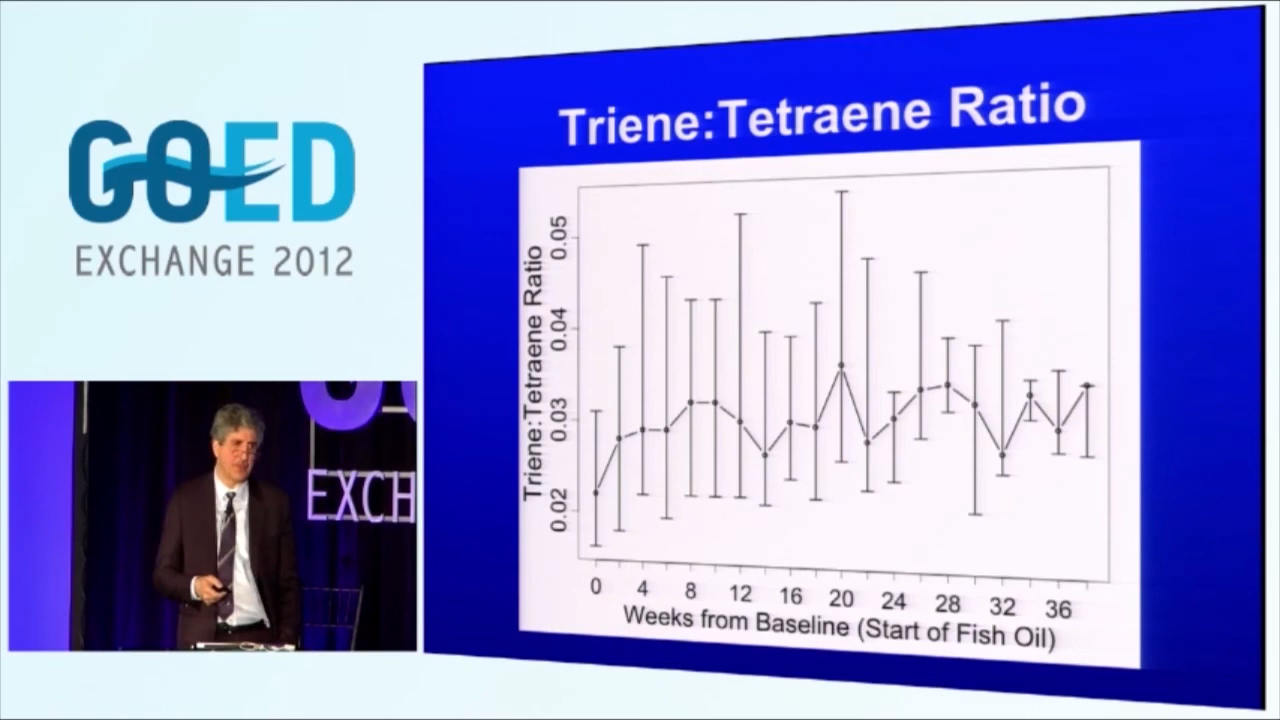 GOED
EXCHANGE 2012
EXCH
Triene:Tetraene Ratio
Triene:Tetraene Ratio
0.05
0.04
0.03
0.02
0 4 8 12 16 20 24 28 32 36
Weeks from Baseline (Start of Fish Oil)